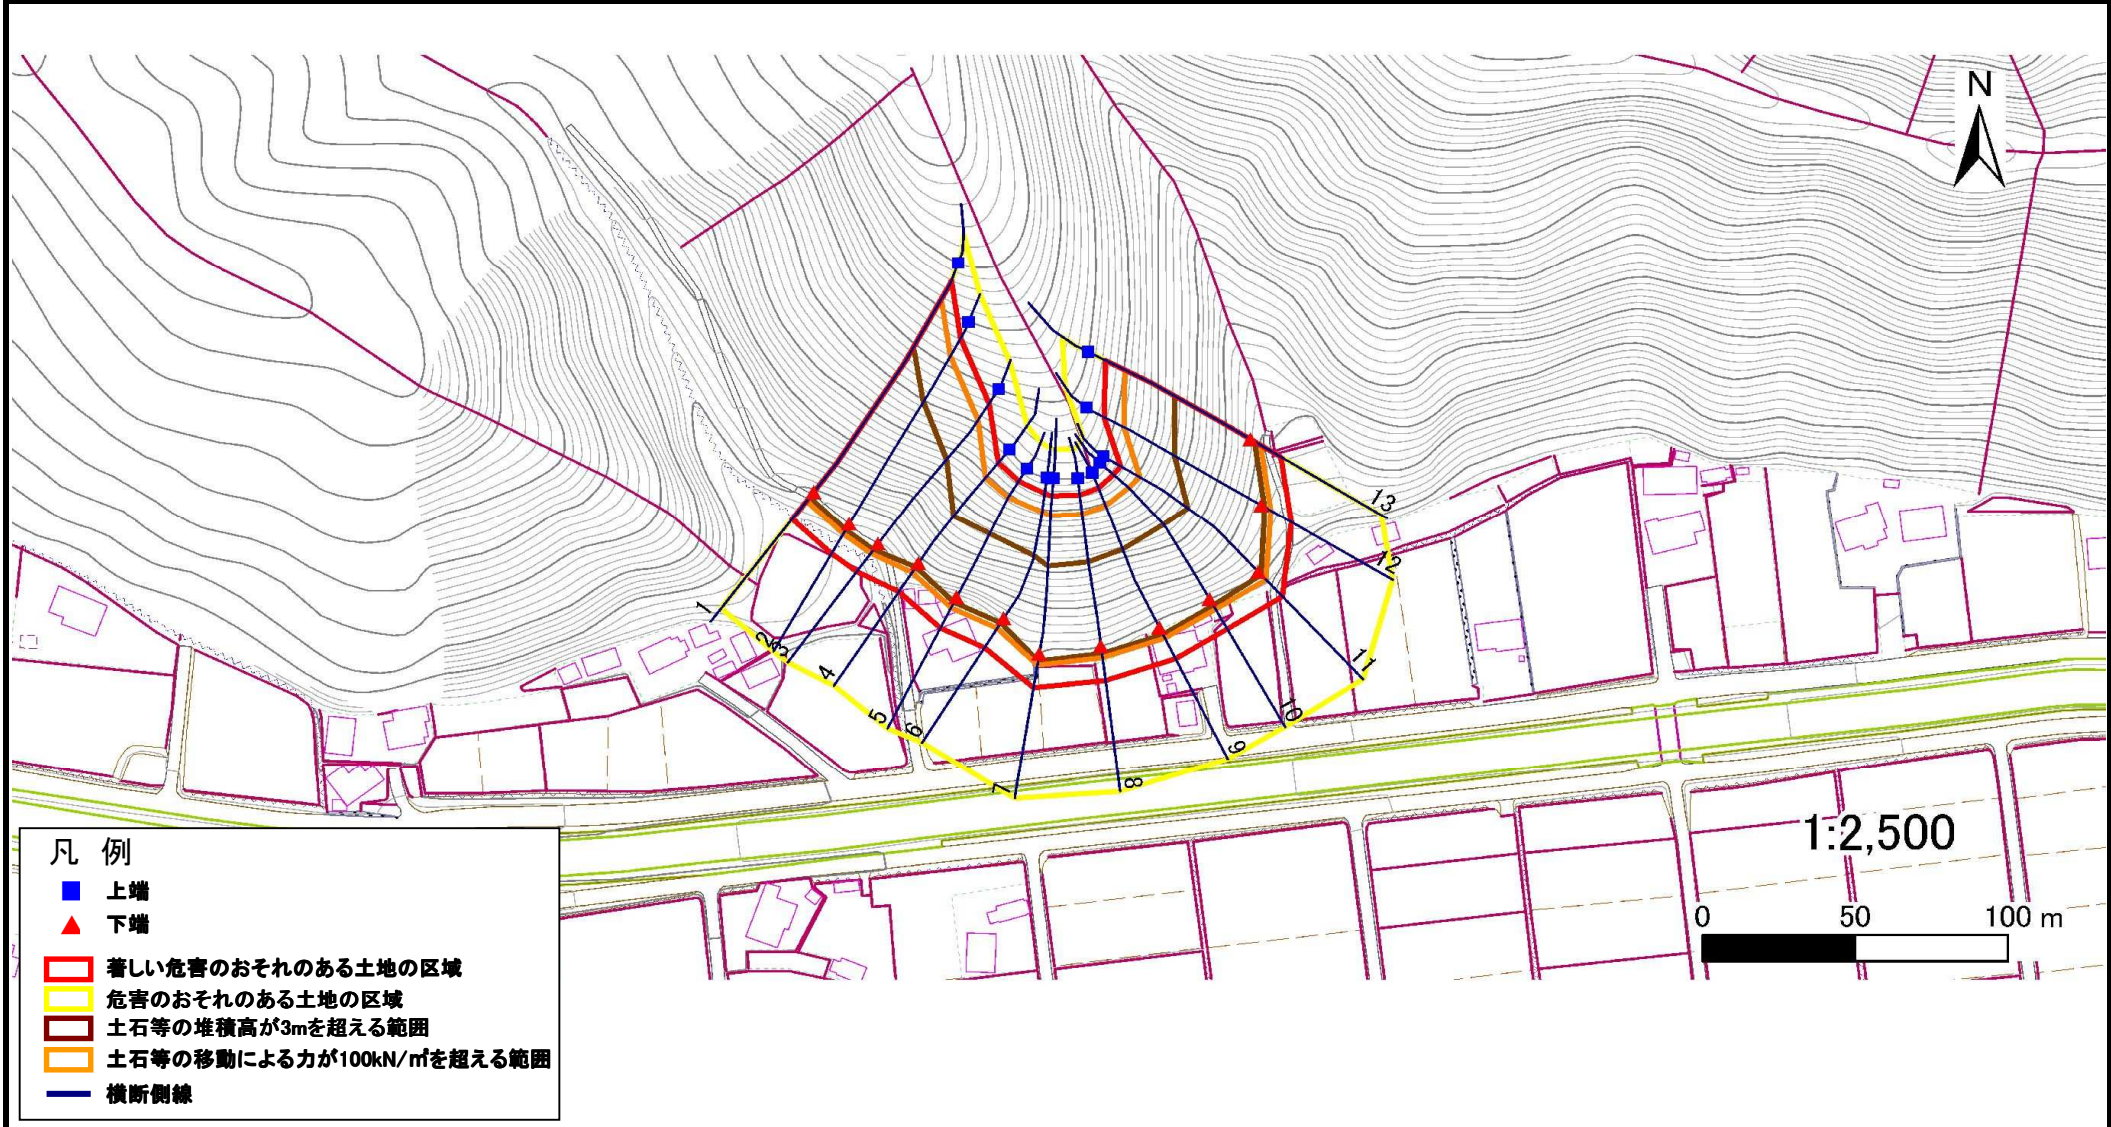 N
1
2
3
4
5
6
7
8
9
10
11
12
13
1:2,500
0 50 100 m
凡 例
上端
下端
著しい危害のおそれのある土地の区域
危害のおそれのある土地の区域
土石等の堆積高が3mを超える範囲
土石等の移動による力が100kN/㎡を超える範囲
横断側線